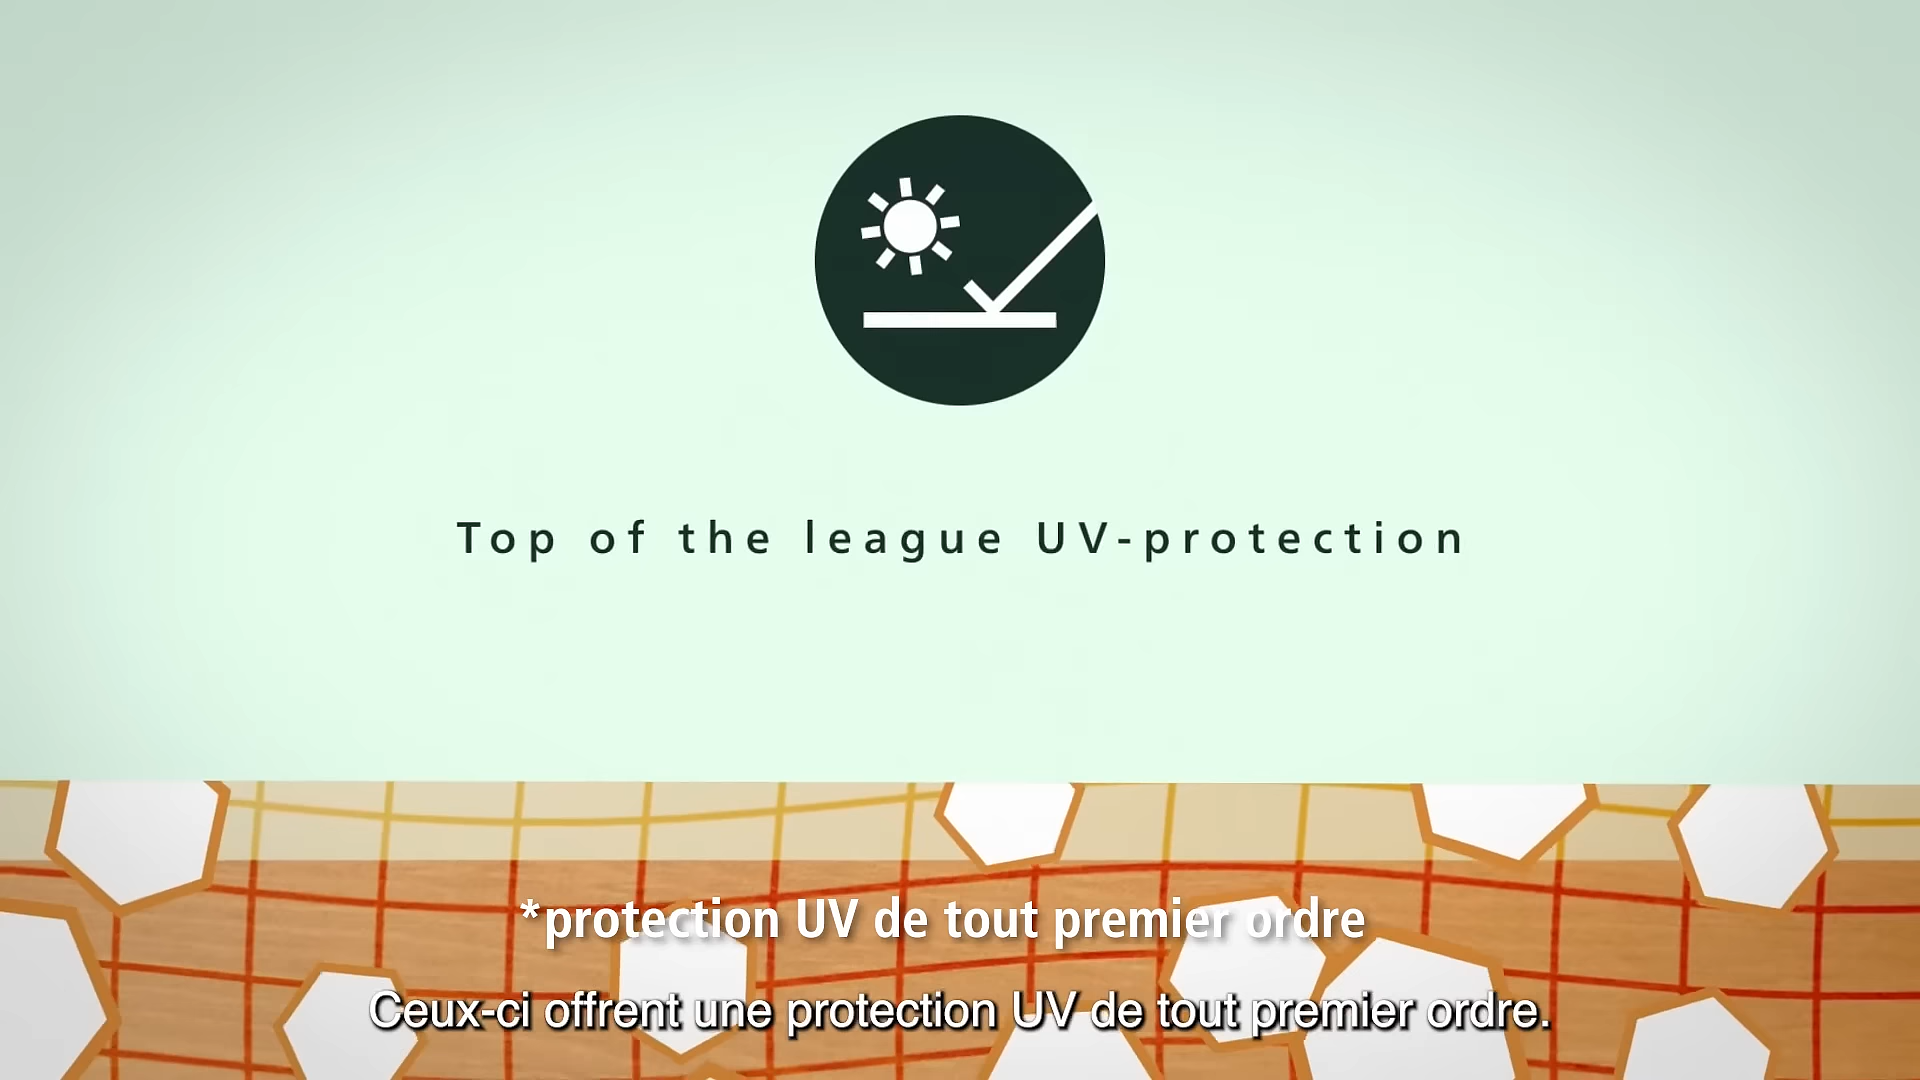 Top of the league UV-protection
*protection UV de tout premier ordre
Ceux-ci offrent une protection UV de tout premier ordre.